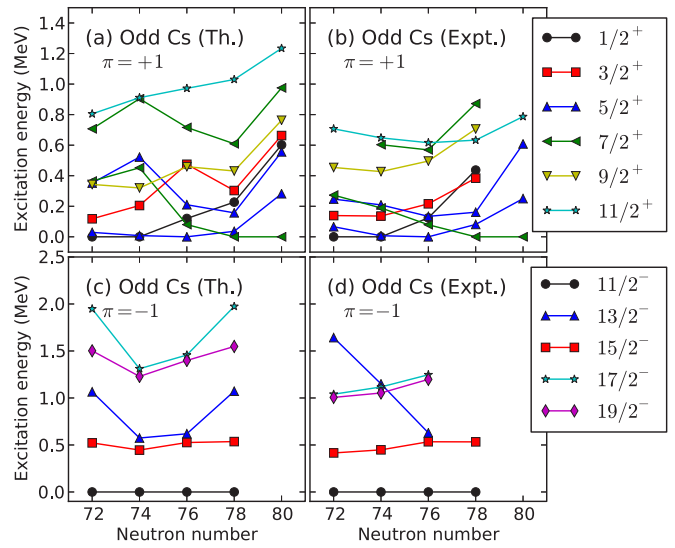 (a) Odd Cs (Th.)
π=+1
Excitation energy (MeV)
1.4
1.2
1.0
0.8
0.6
0.4
0.2
0.0
(b) Odd Cs (Expt.)
π=+1
1/2⁺
3/2⁺
5/2⁺
7/2⁺
9/2⁺
11/2⁺
(c) Odd Cs (Th.)
π=−1
Excitation energy (MeV)
2.5
2.0
1.5
1.0
0.5
0.0
72 74 76 78 80
Neutron number
(d) Odd Cs (Expt.)
π=−1
72 74 76 78 80
Neutron number
11/2⁻
13/2⁻
15/2⁻
17/2⁻
19/2⁻